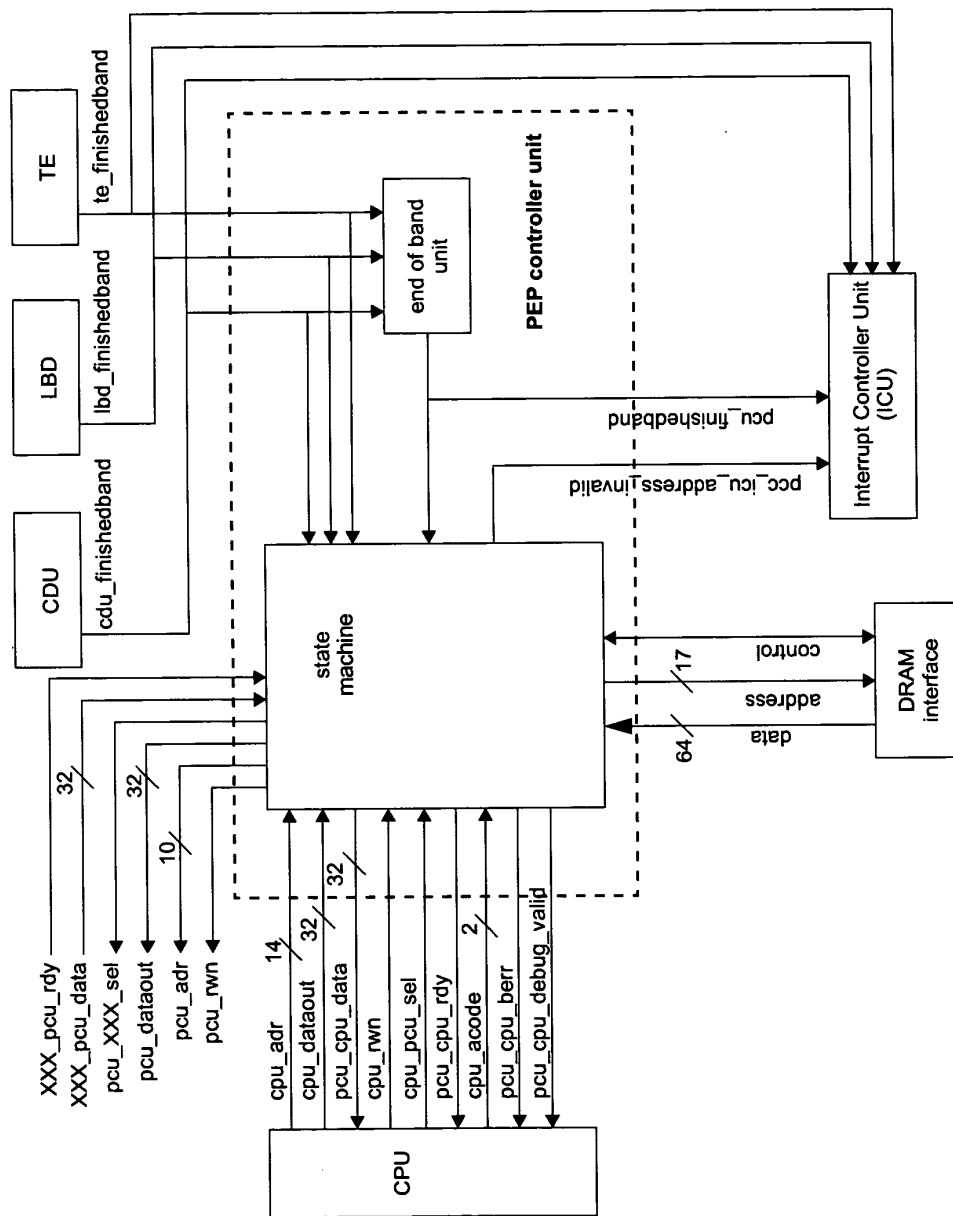 TE
te_finishedband
LBD
lbd_finishedband
CDU
cdu_finishedband
end of band
unit
PEP controller unit
pcu_finishedband
pcc_icu_address_invalid
Interrupt Controller Unit
(ICU)
state
machine
control
17
address
64
data
DRAM
interface
XXX_pcu_rdy
32
XXX_pcu_data
pcu_XXX_sel
32
pcu_dataout
10
pcu_adr
pcu_rwn
cpu_adr
14
cpu_dataout
32
pcu_cpu_data
32
cpu_rwn
cpu_pcu_sel
pcu_cpu_rdy
cpu_acode
2
pcu_cpu_berr
pcu_cpu_debug_valid
CPU